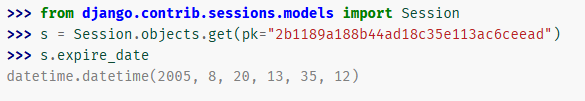 >>> from django.contrib.sessions.models import Session
>>> s = Session.objects.get(pk="2b1189a188b44ad18c35e113ac6ceead")
>>> s.expire_date
datetime.datetime(2005, 8, 20, 13, 35, 12)